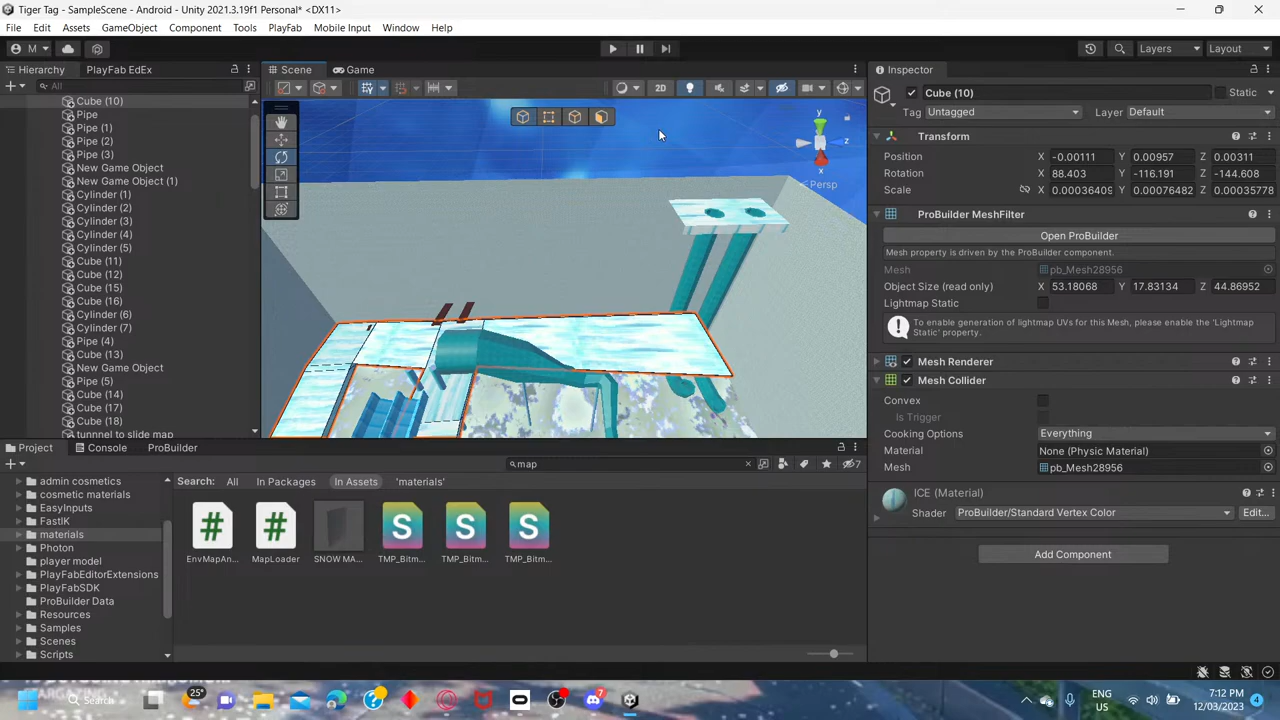 Tiger Tag - SampleScene - Android - Unity 2021.3.19f1 Personal* <DX11>
File Edit Assets GameObject Component Tools PlayFab Mobile Input Window Help
M Layers Layout
Hierarchy PlayFab EdEx Scene Game Inspector
All 2D
Cube (10)
Pipe
Pipe (1)
Pipe (2)
Pipe (3)
New Game Object
New Game Object (1)
Cylinder (1)
Cylinder (2)
Cylinder (3)
Cylinder (4)
Cylinder (5)
Cube (11)
Cube (12)
Cube (15)
Cube (16)
Cylinder (6)
Cylinder (7)
Pipe (4)
Cube (13)
New Game Object
Pipe (5)
Cube (14)
Cube (17)
Cube (18)
tunnnel to slide map
y
z
x
Persp
Cube (10) Static
Tag Untagged Layer Default
Transform
Position X -0.00111 Y 0.00957 Z 0.00311
Rotation X 88.403 Y -116.191 Z -144.608
Scale X 0.00036409 Y 0.00076482 Z 0.00035778
ProBuilder MeshFilter
Open ProBuilder
Mesh property is driven by the ProBuilder component.
Mesh pb_Mesh28956
Object Size (read only) X 53.18068 Y 17.83134 Z 44.86952
Lightmap Static
To enable generation of lightmap UVs for this Mesh, please enable the 'Lightmap
Static' property.
Mesh Renderer
Mesh Collider
Convex
Is Trigger
Cooking Options Everything
Material None (Physic Material)
Mesh pb_Mesh28956
ICE (Material)
Shader ProBuilder/Standard Vertex Color Edit...
Add Component
Project Console ProBuilder
map 7
Search: All In Packages In Assets 'materials'
admin cosmetics
cosmetic materials
EasyInputs
FastIK
materials
Photon
player model
PlayFabEditorExtensions
PlayFabSDK
ProBuilder Data
Resources
Samples
Scenes
Scripts
# # S S S
EnvMapAn... MapLoader SNOW MA... TMP_Bitm... TMP_Bitm... TMP_Bitm...
Search 25° 7
ENG
US
7:12 PM
12/03/2023